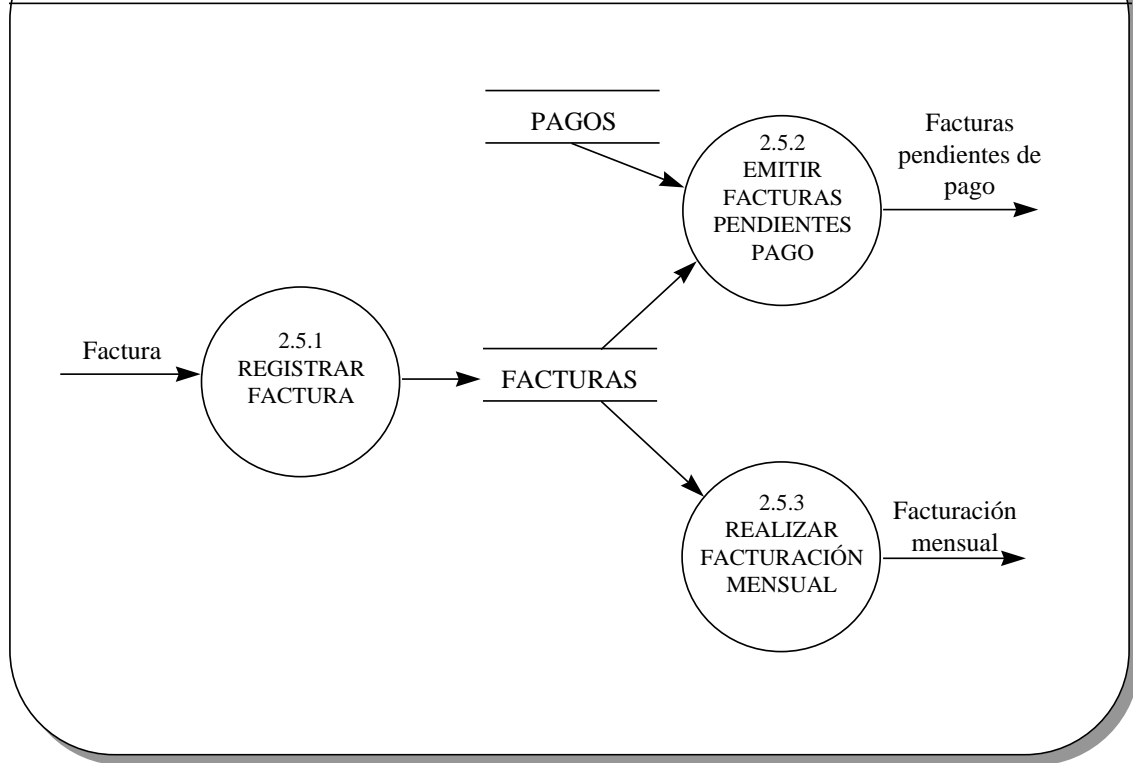 PAGOS
2.5.2
EMITIR
FACTURAS
PENDIENTES
PAGO
Facturas
pendientes de
pago
Factura
2.5.1
REGISTRAR
FACTURA
FACTURAS
2.5.3
REALIZAR
FACTURACIÓN
MENSUAL
Facturación
mensual